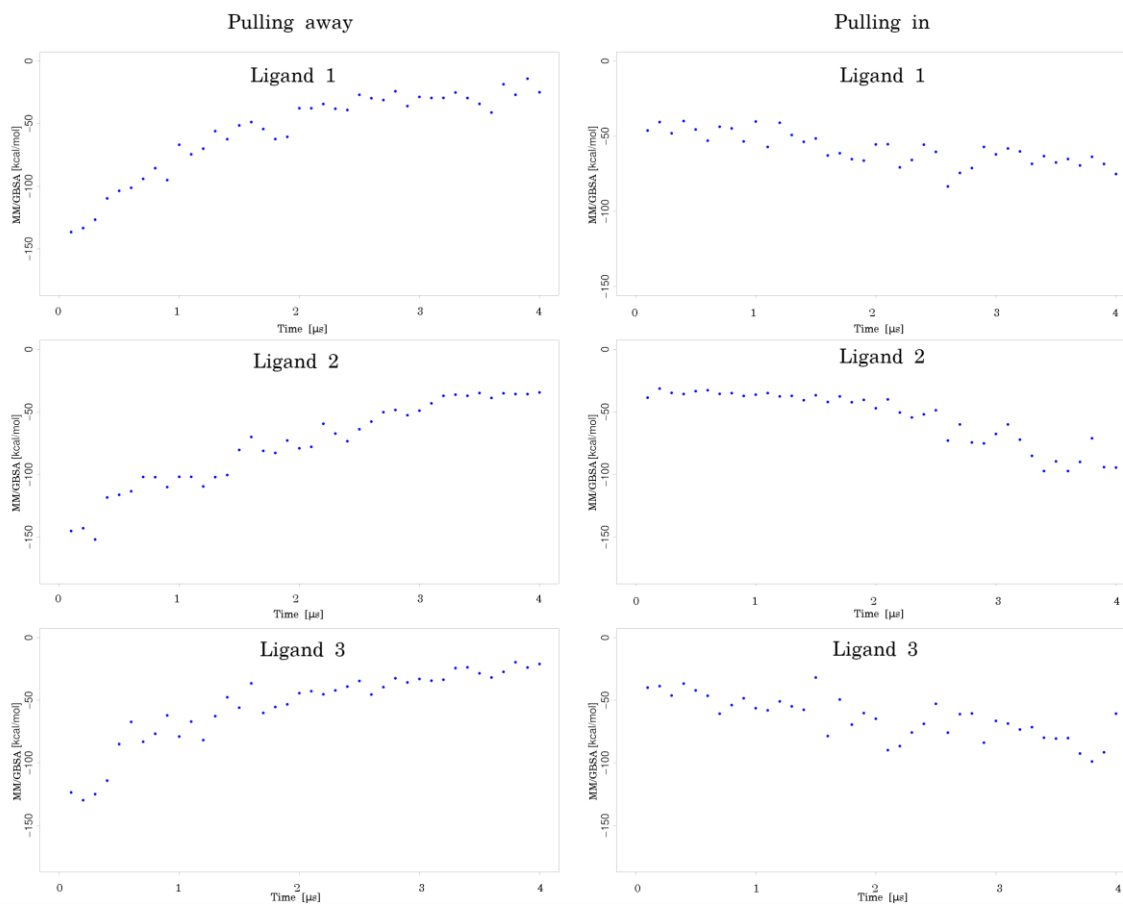 Pulling away
Pulling in
Ligand 1
MM/GBSA [kcal/mol]
0
-50
-100
-150
0 1 2 3 4
Time [μs]
Ligand 1
MM/GBSA [kcal/mol]
0
-50
-100
-150
0 1 2 3 4
Time [μs]
Ligand 2
MM/GBSA [kcal/mol]
0
-50
-100
-150
0 1 2 3 4
Time [μs]
Ligand 2
MM/GBSA [kcal/mol]
0
-50
-100
-150
0 1 2 3 4
Time [μs]
Ligand 3
MM/GBSA [kcal/mol]
0
-50
-100
-150
0 1 2 3 4
Time [μs]
Ligand 3
MM/GBSA [kcal/mol]
0
-50
-100
-150
0 1 2 3 4
Time [μs]